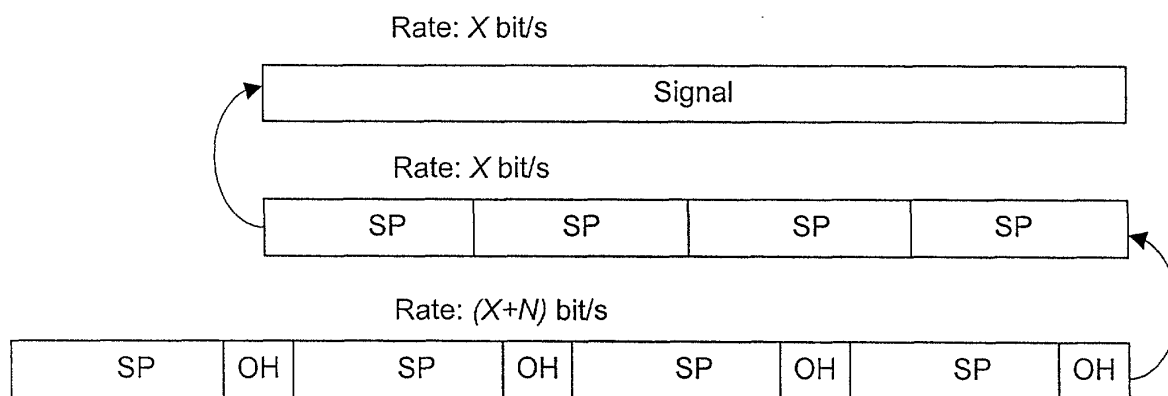 Rate: X bit/s
Signal
Rate: X bit/s
SP SP SP SP
Rate: (X+N) bit/s
SP OH SP OH SP OH SP OH